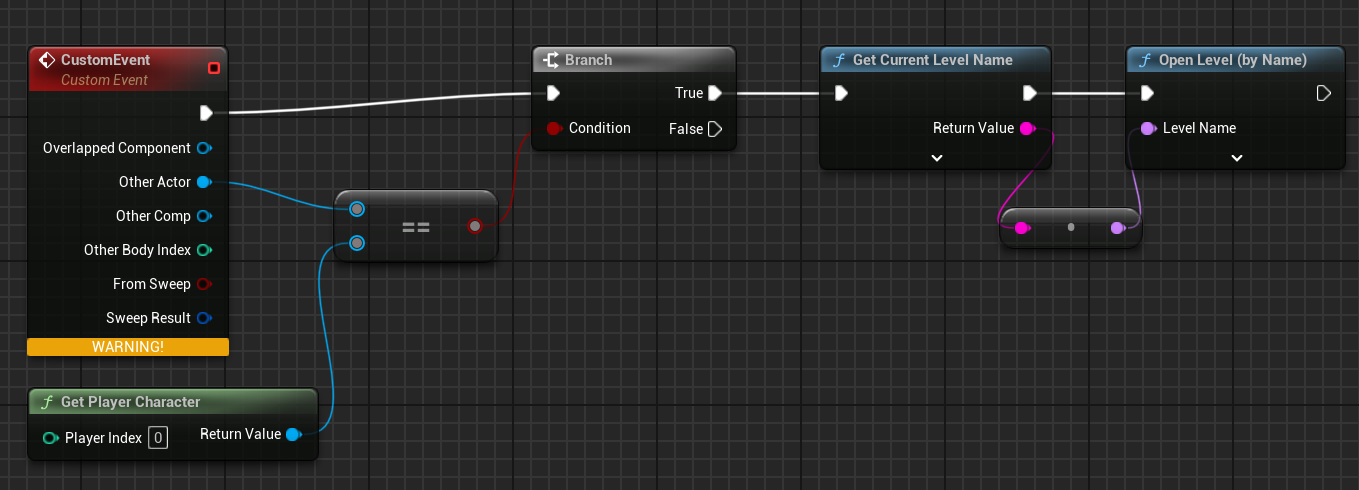 CustomEvent
Custom Event
Overlapped Component
Other Actor
Other Comp
Other Body Index
From Sweep
Sweep Result
WARNING!
Get Player Character
Player Index 0 Return Value
==
Branch
True
Condition False
Get Current Level Name
Return Value
Open Level (by Name)
Level Name